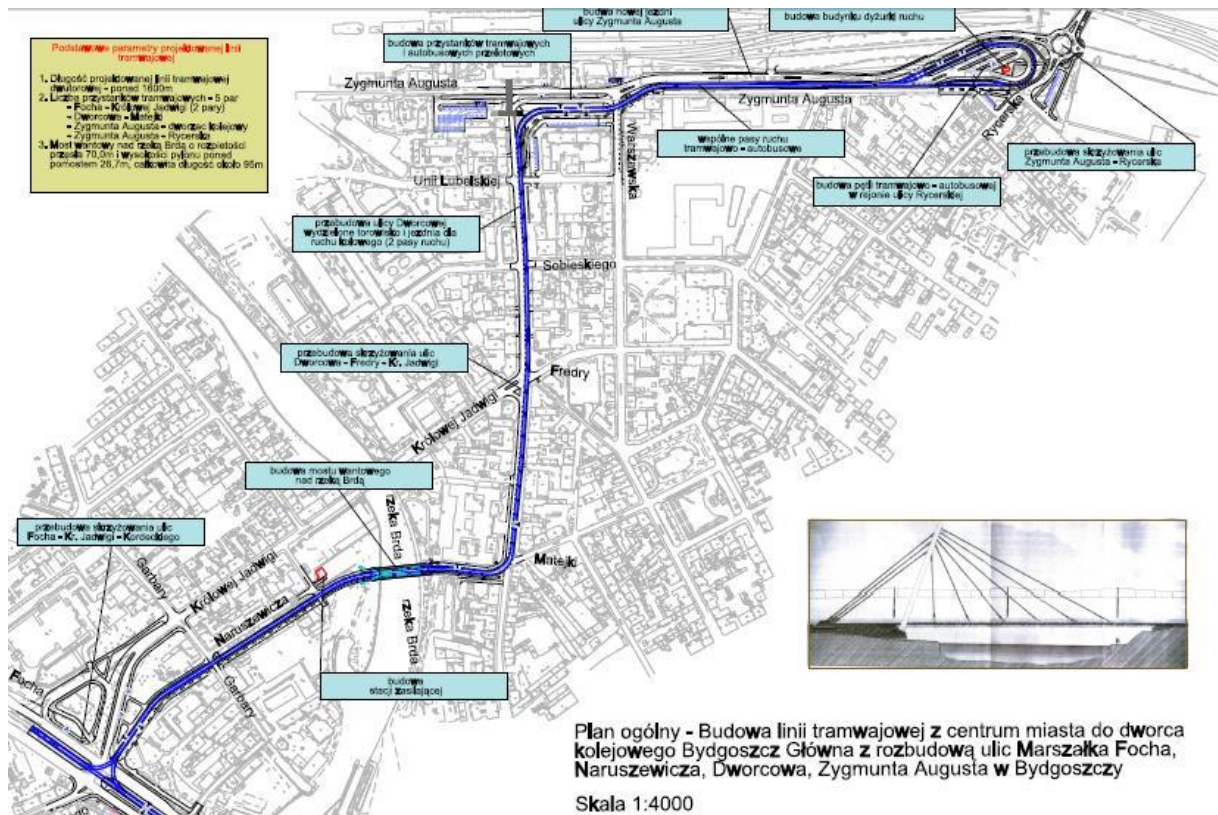 budowa nowej jezdni
ulicy Zygmunta Augusta
budowa budynku dyżurki ruchu
budowa przystanków tramwajowych
i autobusowych przelotowych
Podstawowe parametry projektowanej linii
tramwajowej
1. Długość projektowanej linii tramwajowej
dwutorowej - ponad 1600m
2. Liczba przystanków tramwajowych - 5 par
- Focha - Królowej Jadwigi (2 pary)
- Dworcowa - Matejki
- Zygmunta Augusta - dworzec kolejowy
- Zygmunta Augusta - Rycerska
3. Most wantowy nad rzeką Brdą o rozpiętości
przęsła 70,0m i wysokości pylonu ponad
pomostem 26,7m, całkowita długość około 95m
Zygmunta Augusta
Zygmunta Augusta
Rycerska
Warszawska
wspólne pasy ruchu
tramwajowo - autobusowe
przebudowa skrzyżowania ulic
Zygmunta Augusta - Rycerska
budowa pętli tramwajowo - autobusowej
w rejonie ulicy Rycerskiej
Unii Lubelskiej
przebudowa ulicy Dworcowej
wydzielone torowisko i jezdnia dla
ruchu kołowego (2 pasy ruchu)
Sobieskiego
przebudowa skrzyżowania ulic
Dworcowa - Fredry - Kr. Jadwigi
Fredry
Królowej Jadwigi
budowa mostu wantowego
nad rzeką Brdą
rzeka Brda
przebudowa skrzyżowania ulic
Focha - Kr. Jadwigi - Kordeckiego
Garbary
Królowej Jadwigi
Matejki
Naruszewicza
rzeka Brda
Focha
Garbary
budowa
stacji zasilającej
Plan ogólny - Budowa linii tramwajowej z centrum miasta do dworca
kolejowego Bydgoszcz Główna z rozbudową ulic Marszałka Focha,
Naruszewicza, Dworcowa, Zygmunta Augusta w Bydgoszczy
Skala 1:4000